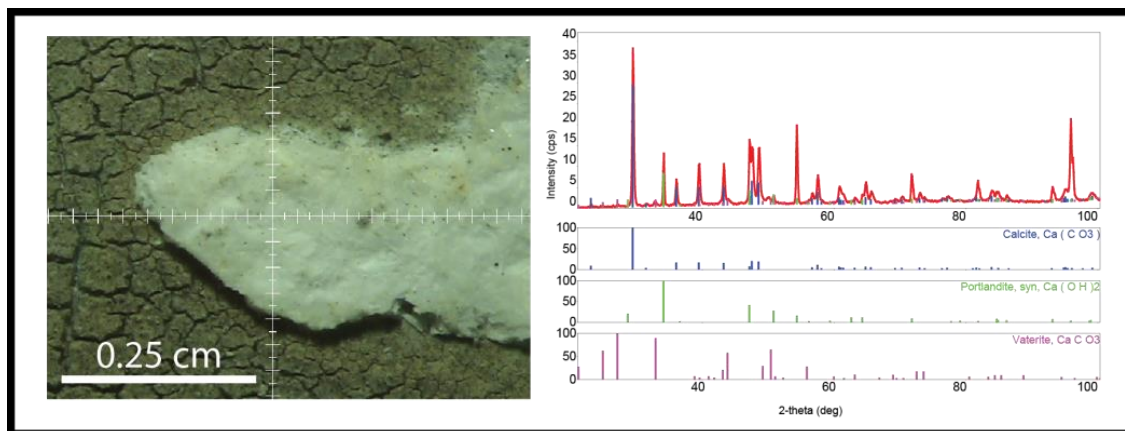 0.25 cm
40
35
30
25
20
15
10
5
0
Intensity (cps)
40 60 80 100
Calcite, Ca ( C O3 )
100
50
0
Portlandite, syn, Ca ( O H )2
100
50
0
Vaterite, Ca C O3
100
50
0
40 60 80 100
2-theta (deg)